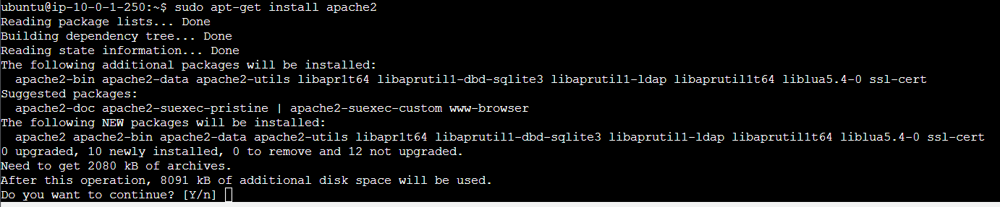 ubuntu@ip-10-0-1-250:~$ sudo apt-get install apache2
Reading package lists... Done
Building dependency tree... Done
Reading state information... Done
The following additional packages will be installed:
  apache2-bin apache2-data apache2-utils libapr1t64 libaprutil1-dbd-sqlite3 libaprutil1-ldap libaprutil1t64 liblua5.4-0 ssl-cert
Suggested packages:
  apache2-doc apache2-suexec-pristine | apache2-suexec-custom www-browser
The following NEW packages will be installed:
  apache2 apache2-bin apache2-data apache2-utils libapr1t64 libaprutil1-dbd-sqlite3 libaprutil1-ldap libaprutil1t64 liblua5.4-0 ssl-cert
0 upgraded, 10 newly installed, 0 to remove and 12 not upgraded.
Need to get 2080 kB of archives.
After this operation, 8091 kB of additional disk space will be used.
Do you want to continue? [Y/n]